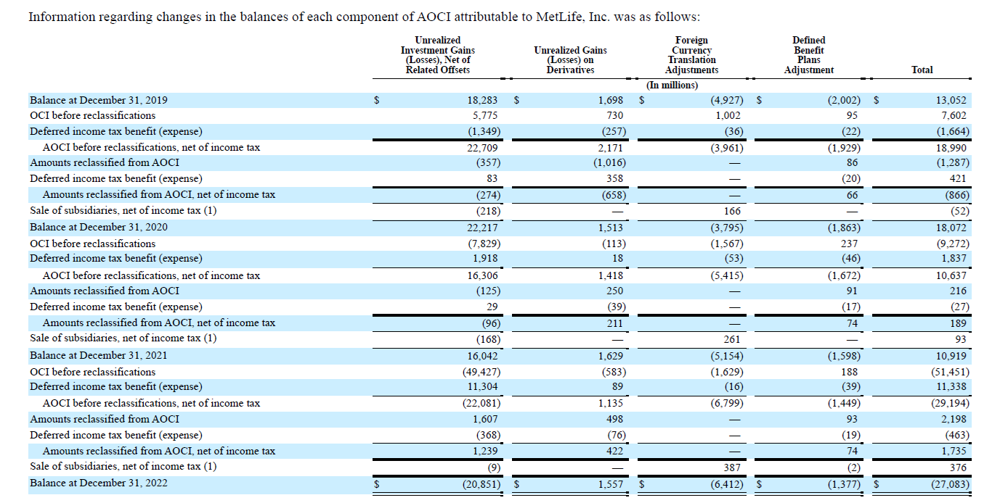 Information regarding changes in the balances of each component of AOCI attributable to MetLife, Inc. was as follows:
Unrealized Investment Gains (Losses), Net of Related Offsets Unrealized Gains (Losses) on Derivatives Foreign Currency Translation Adjustments Defined Benefit Plans Adjustment Total
(In millions)
Balance at December 31, 2019 $ 18,283 $ 1,698 $ (4,927) $ (2,002) $ 13,052
OCI before reclassifications 5,775 730 1,002 95 7,602
Deferred income tax benefit (expense) (1,349) (257) (36) (22) (1,664)
AOCI before reclassifications, net of income tax 22,709 2,171 (3,961) (1,929) 18,990
Amounts reclassified from AOCI (357) (1,016) — 86 (1,287)
Deferred income tax benefit (expense) 83 358 — (20) 421
Amounts reclassified from AOCI, net of income tax (274) (658) — 66 (866)
Sale of subsidiaries, net of income tax (1) (218) — 166 — (52)
Balance at December 31, 2020 22,217 1,513 (3,795) (1,863) 18,072
OCI before reclassifications (7,829) (113) (1,567) 237 (9,272)
Deferred income tax benefit (expense) 1,918 18 (53) (46) 1,837
AOCI before reclassifications, net of income tax 16,306 1,418 (5,415) (1,672) 10,637
Amounts reclassified from AOCI (125) 250 — 91 216
Deferred income tax benefit (expense) 29 (39) — (17) (27)
Amounts reclassified from AOCI, net of income tax (96) 211 — 74 189
Sale of subsidiaries, net of income tax (1) (168) — 261 — 93
Balance at December 31, 2021 16,042 1,629 (5,154) (1,598) 10,919
OCI before reclassifications (49,427) (583) (1,629) 188 (51,451)
Deferred income tax benefit (expense) 11,304 89 (16) (39) 11,338
AOCI before reclassifications, net of income tax (22,081) 1,135 (6,799) (1,449) (29,194)
Amounts reclassified from AOCI 1,607 498 — 93 2,198
Deferred income tax benefit (expense) (368) (76) — (19) (463)
Amounts reclassified from AOCI, net of income tax 1,239 422 — 74 1,735
Sale of subsidiaries, net of income tax (1) (9) — 387 (2) 376
Balance at December 31, 2022 $ (20,851) $ 1,557 $ (6,412) $ (1,377) $ (27,083)